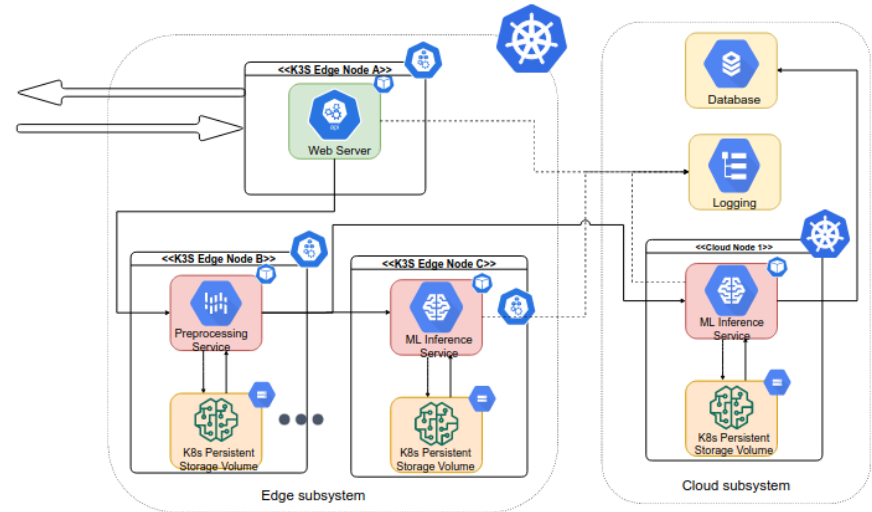 <<K3S Edge Node A>>
api
Web Server
Database
Logging
<<K3S Edge Node B>>
Preprocessing
Service
K8s Persistent
Storage Volume
<<K3S Edge Node C>>
ML Inference
Service
K8s Persistent
Storage Volume
<<Cloud Node 1>>
ML Inference
Service
K8s Persistent
Storage Volume
Edge subsystem
Cloud subsystem